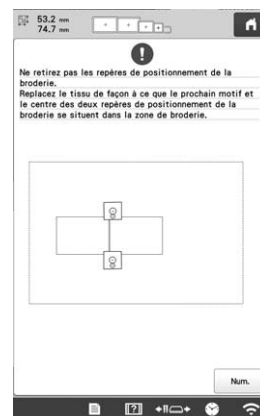 53.2 mm
74.7 mm
Ne retirez pas les repères de positionnement de la
broderie.
Replacez le tissu de façon à ce que le prochain motif et
le centre des deux repères de positionnement de la
broderie se situent dans la zone de broderie.
Num.